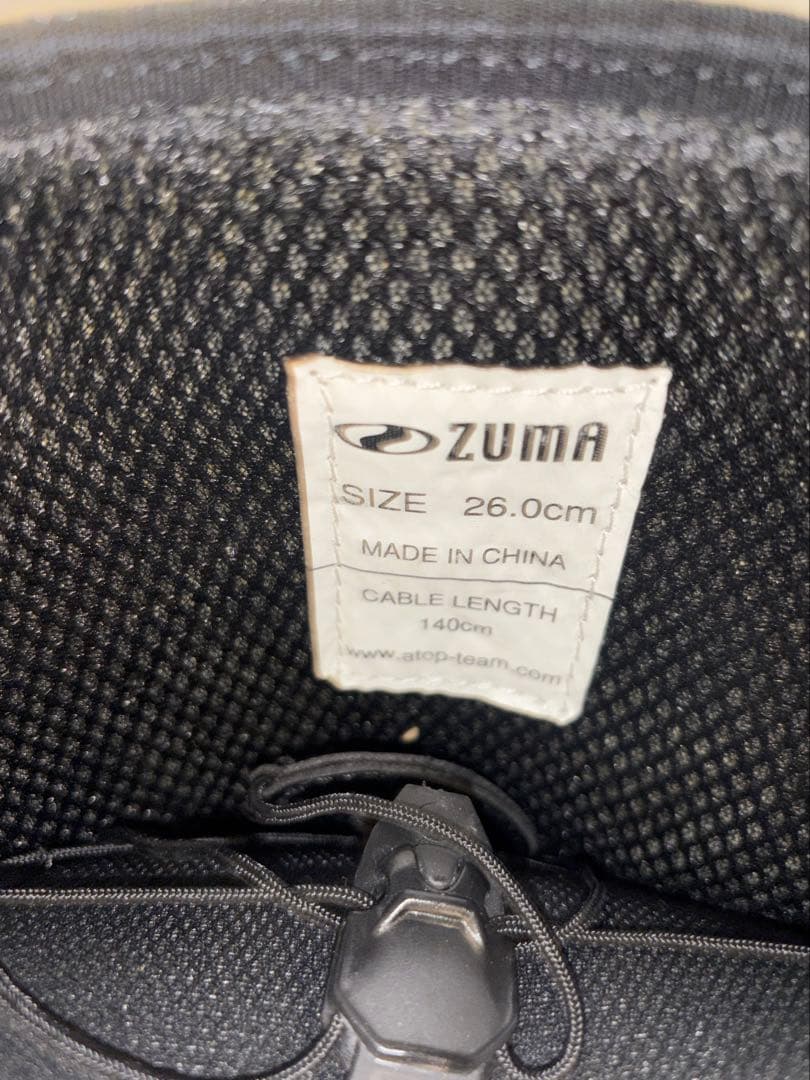 ZUMA
SIZE 26.0cm
MADE IN CHINA
CABLE LENGTH
140cm
www.atop-team.com